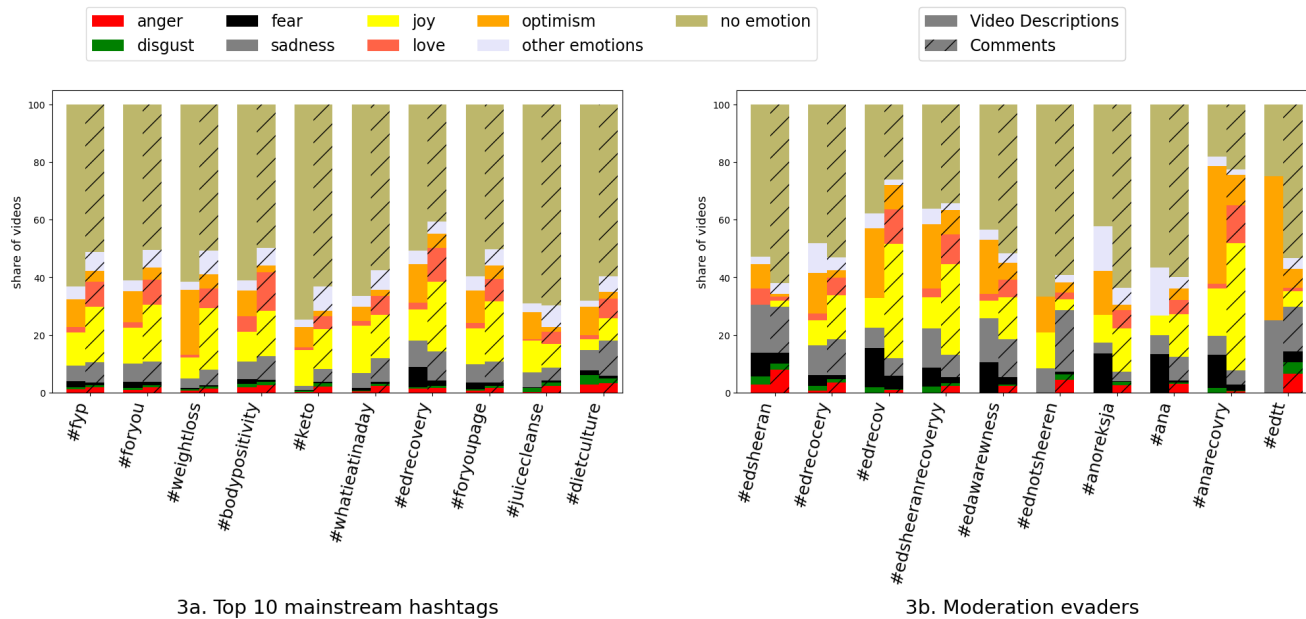 anger fear joy optimism no emotion
disgust sadness love other emotions
Video Descriptions
Comments
share of videos
100
80
60
40
20
0
#fyp
#foryou
#weightloss
#bodypositivity
#keto
#whatieatinaday
#edrecovery
#foryoupage
#juicecleanse
#dietculture
3a. Top 10 mainstream hashtags
share of videos
100
80
60
40
20
0
#edsheeran
#edrecocery
#edrecov
#edsheeranrecoveryy
#edawarewness
#ednotsheeren
#anoreksja
#ana
#anarecovry
#edtt
3b. Moderation evaders